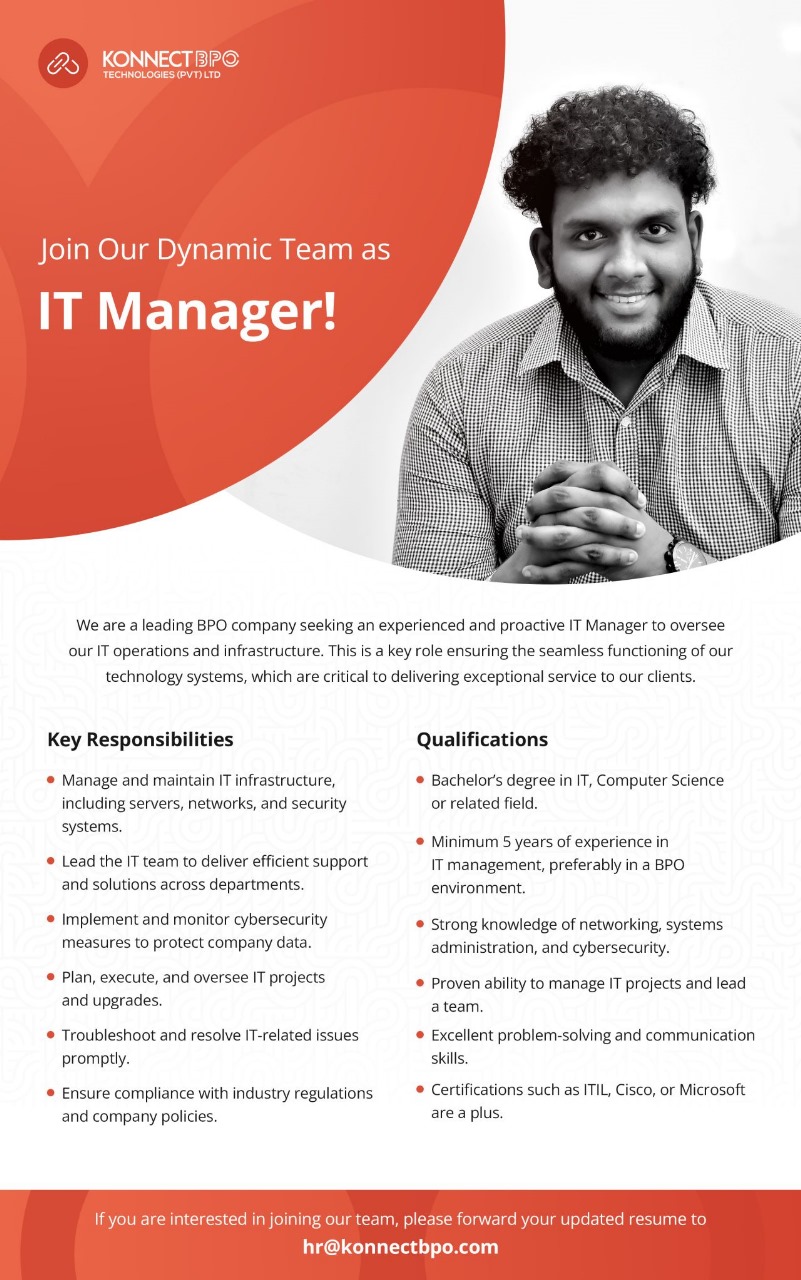 KONNECTBPO
TECHNOLOGIES (PVT) LTD
Join Our Dynamic Team as
IT Manager!
We are a leading BPO company seeking an experienced and proactive IT Manager to oversee
our IT operations and infrastructure. This is a key role ensuring the seamless functioning of our
technology systems, which are critical to delivering exceptional service to our clients.
Key Responsibilities
• Manage and maintain IT infrastructure,
including servers, networks, and security
systems.
• Lead the IT team to deliver efficient support
and solutions across departments.
• Implement and monitor cybersecurity
measures to protect company data.
• Plan, execute, and oversee IT projects
and upgrades.
• Troubleshoot and resolve IT-related issues
promptly.
• Ensure compliance with industry regulations
and company policies.
Qualifications
• Bachelor’s degree in IT, Computer Science
or related field.
• Minimum 5 years of experience in
IT management, preferably in a BPO
environment.
• Strong knowledge of networking, systems
administration, and cybersecurity.
• Proven ability to manage IT projects and lead
a team.
• Excellent problem-solving and communication
skills.
• Certifications such as ITIL, Cisco, or Microsoft
are a plus.
If you are interested in joining our team, please forward your updated resume to
hr@konnectbpo.com